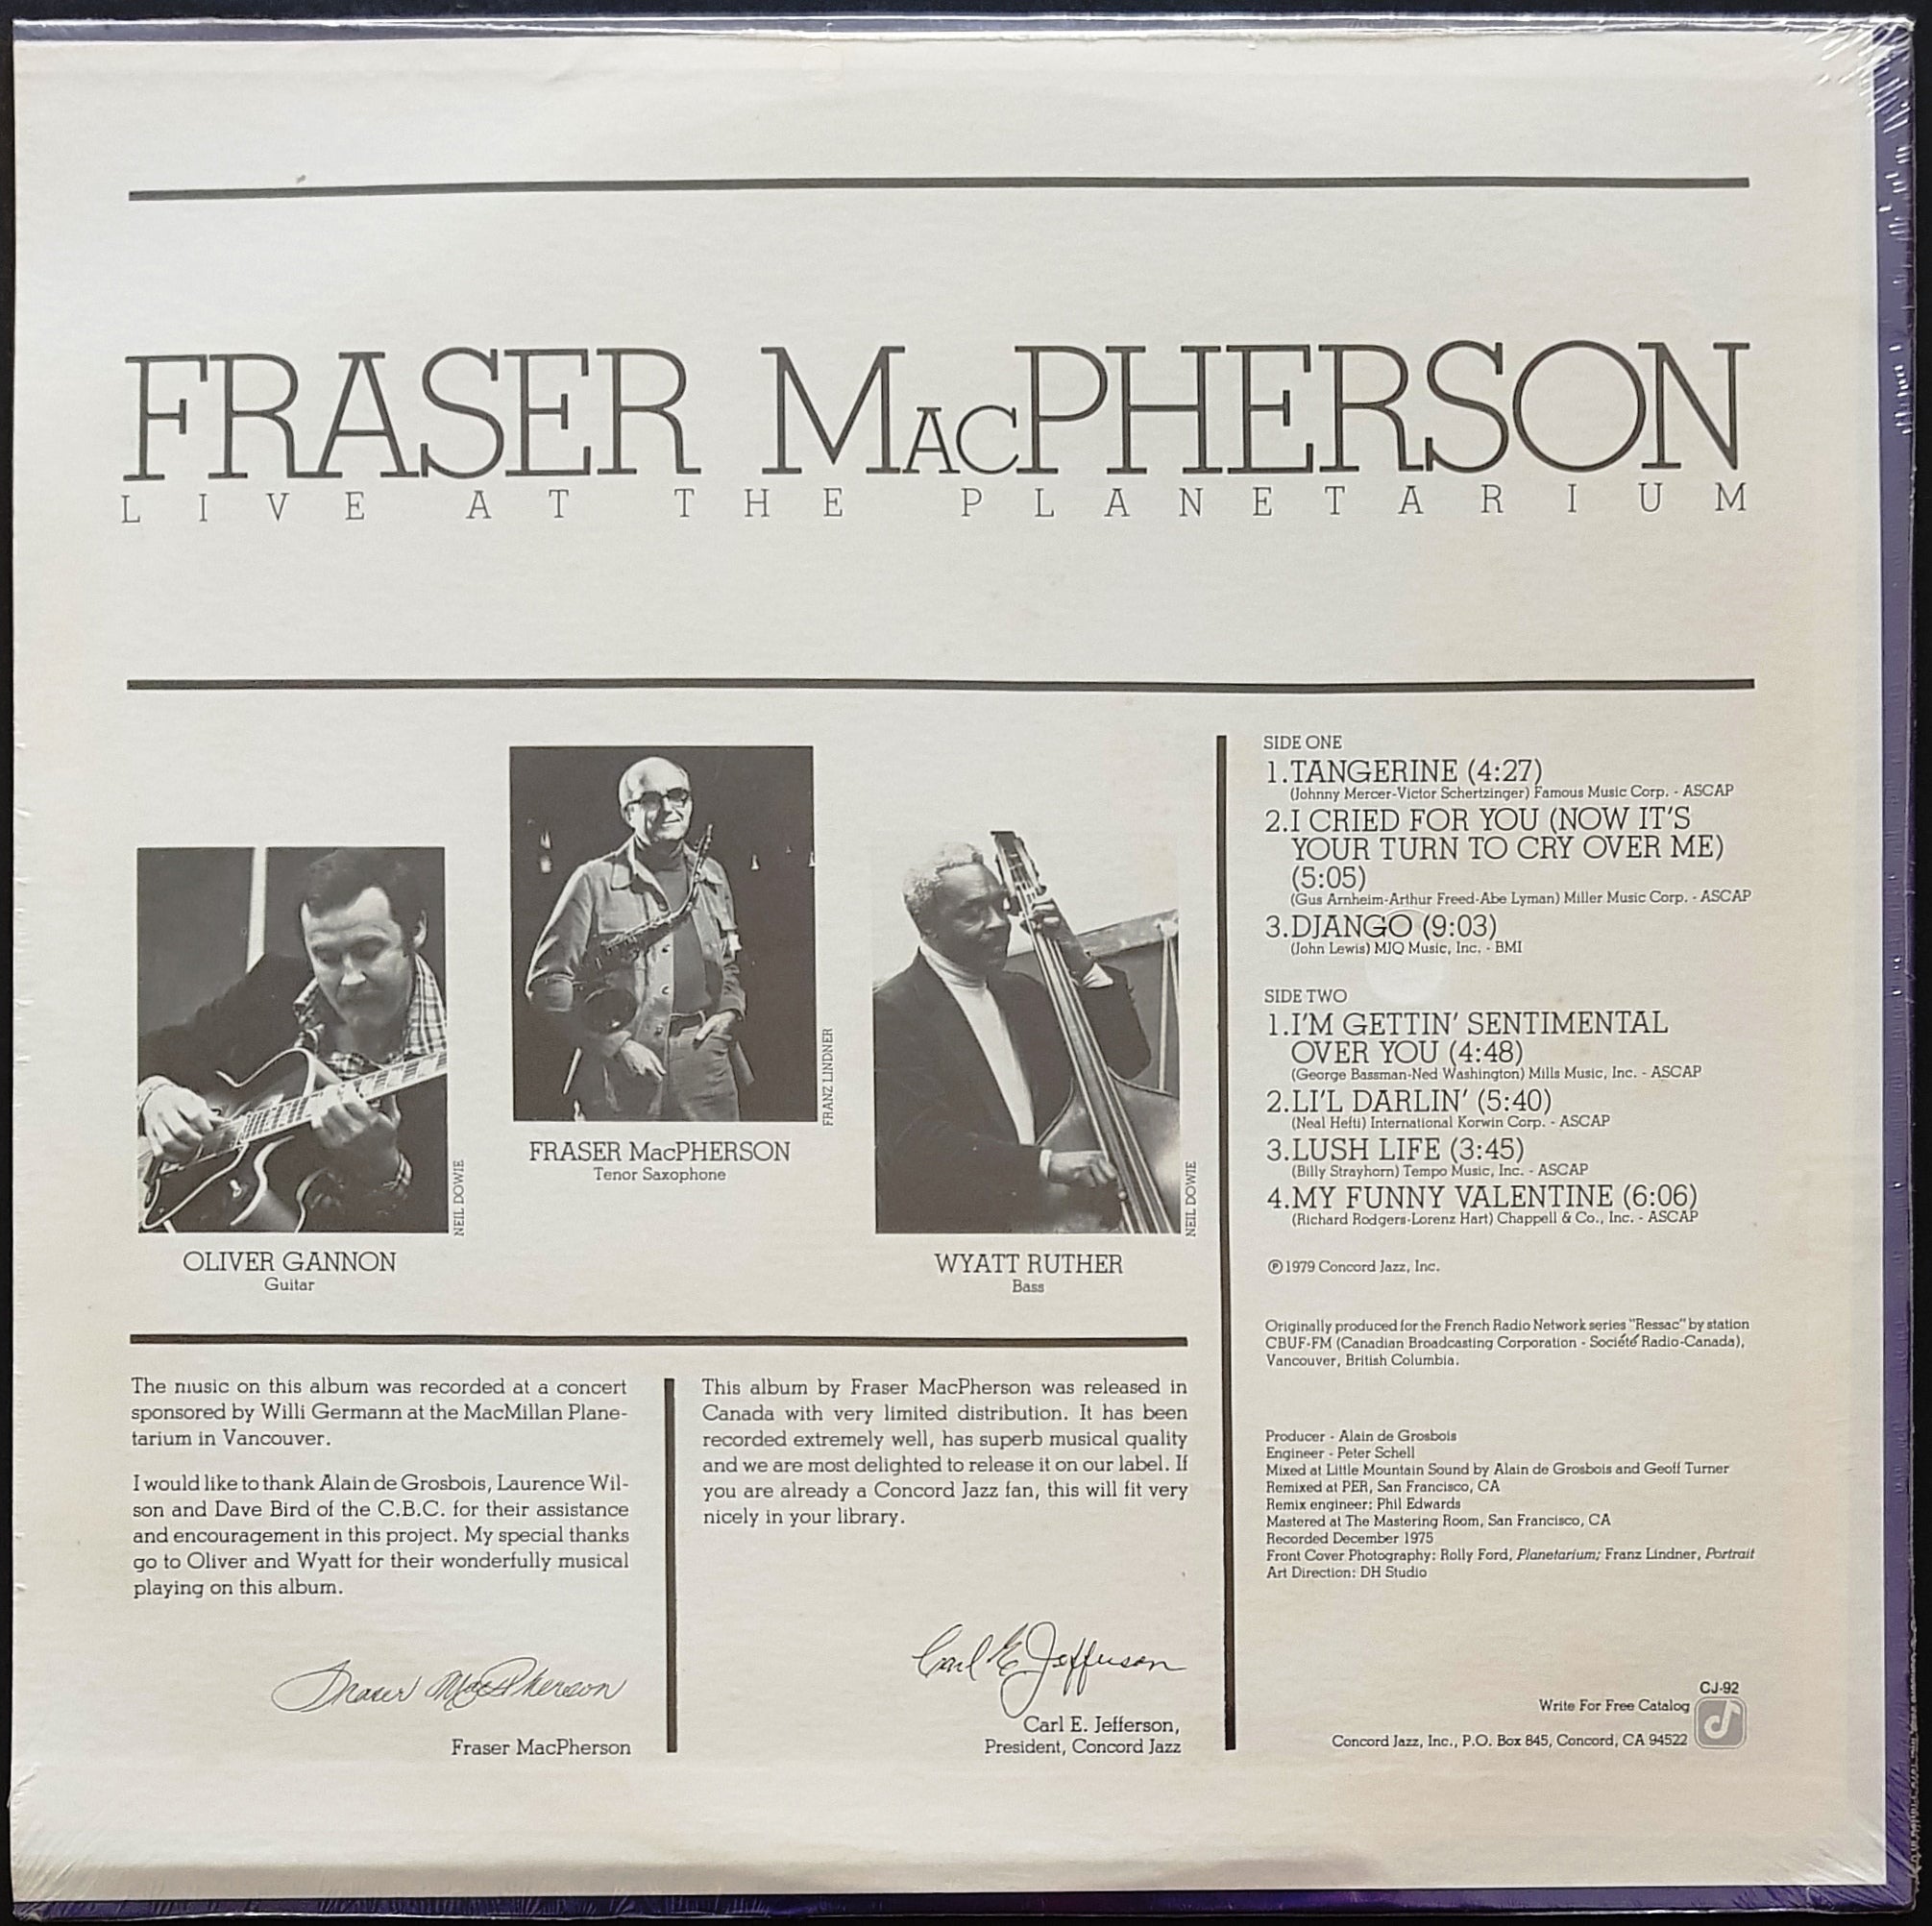 FRASER MacPHERSON
LIVE AT THE PLANETARIUM
NEIL DOWIE
OLIVER GANNON
Guitar
FRANZ LINDNER
FRASER MacPHERSON
Tenor Saxophone
NEIL DOWIE
WYATT RUTHER
Bass
The music on this album was recorded at a concert
sponsored by Willi Germann at the MacMillan Plane-
tarium in Vancouver.
I would like to thank Alain de Grosbois, Laurence Wil-
son and Dave Bird of the C.B.C. for their assistance
and encouragement in this project. My special thanks
go to Oliver and Wyatt for their wonderfully musical
playing on this album.
Fraser MacPherson
Fraser MacPherson
This album by Fraser MacPherson was released in
Canada with very limited distribution. It has been
recorded extremely well, has superb musical quality
and we are most delighted to release it on our label. If
you are already a Concord Jazz fan, this will fit very
nicely in your library.
Carl E Jefferson
Carl E. Jefferson,
President, Concord Jazz
SIDE ONE
1.TANGERINE (4:27)
(Johnny Mercer-Victor Schertzinger) Famous Music Corp. - ASCAP
2.I CRIED FOR YOU (NOW IT'S
YOUR TURN TO CRY OVER ME)
(5:05)
(Gus Arnheim-Arthur Freed-Abe Lyman) Miller Music Corp. - ASCAP
3.DJANGO (9:03)
(John Lewis) MJQ Music, Inc. - BMI
SIDE TWO
1.I'M GETTIN' SENTIMENTAL
OVER YOU (4:48)
(George Bassman-Ned Washington) Mills Music, Inc. - ASCAP
2.LI'L DARLIN' (5:40)
(Neal Hefti) International Korwin Corp. - ASCAP
3.LUSH LIFE (3:45)
(Billy Strayhorn) Tempo Music, Inc. - ASCAP
4.MY FUNNY VALENTINE (6:06)
(Richard Rodgers-Lorenz Hart) Chappell & Co., Inc. - ASCAP
℗1979 Concord Jazz, Inc.
Originally produced for the French Radio Network series "Ressac" by station
CBUF-FM (Canadian Broadcasting Corporation - Société Radio-Canada),
Vancouver, British Columbia.
Producer - Alain de Grosbois
Engineer - Peter Schell
Mixed at Little Mountain Sound by Alain de Grosbois and Geoff Turner
Remixed at PER, San Francisco, CA
Remix engineer: Phil Edwards
Mastered at The Mastering Room, San Francisco, CA
Recorded December 1975
Front Cover Photography: Rolly Ford, Planetarium; Franz Lindner, Portrait
Art Direction: DH Studio
CJ-92
Write For Free Catalog
Concord Jazz, Inc., P.O. Box 845, Concord, CA 94522